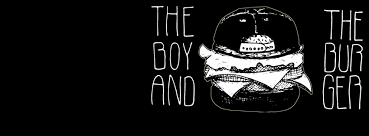 THE
BOY
AND
THE
BUR
GER